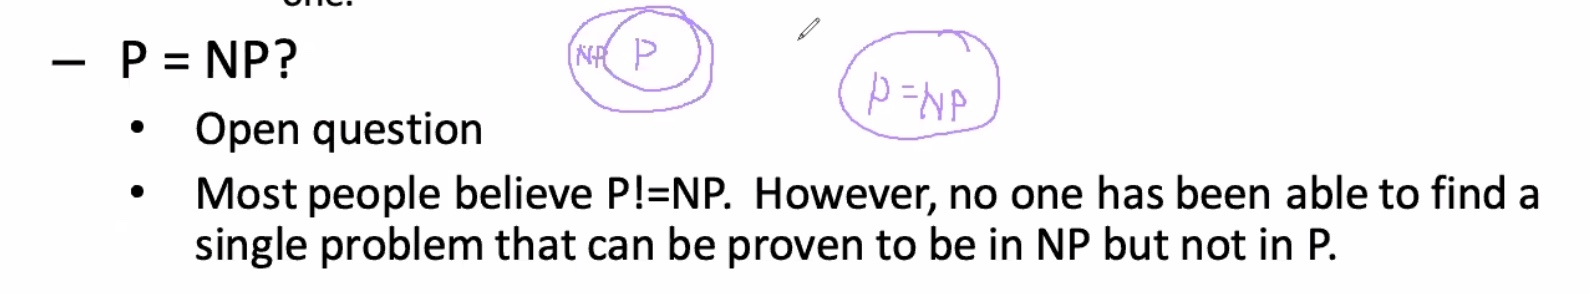 one.
– P = NP?
NP P
P=NP
• Open question
• Most people believe P!=NP. However, no one has been able to find a
single problem that can be proven to be in NP but not in P.